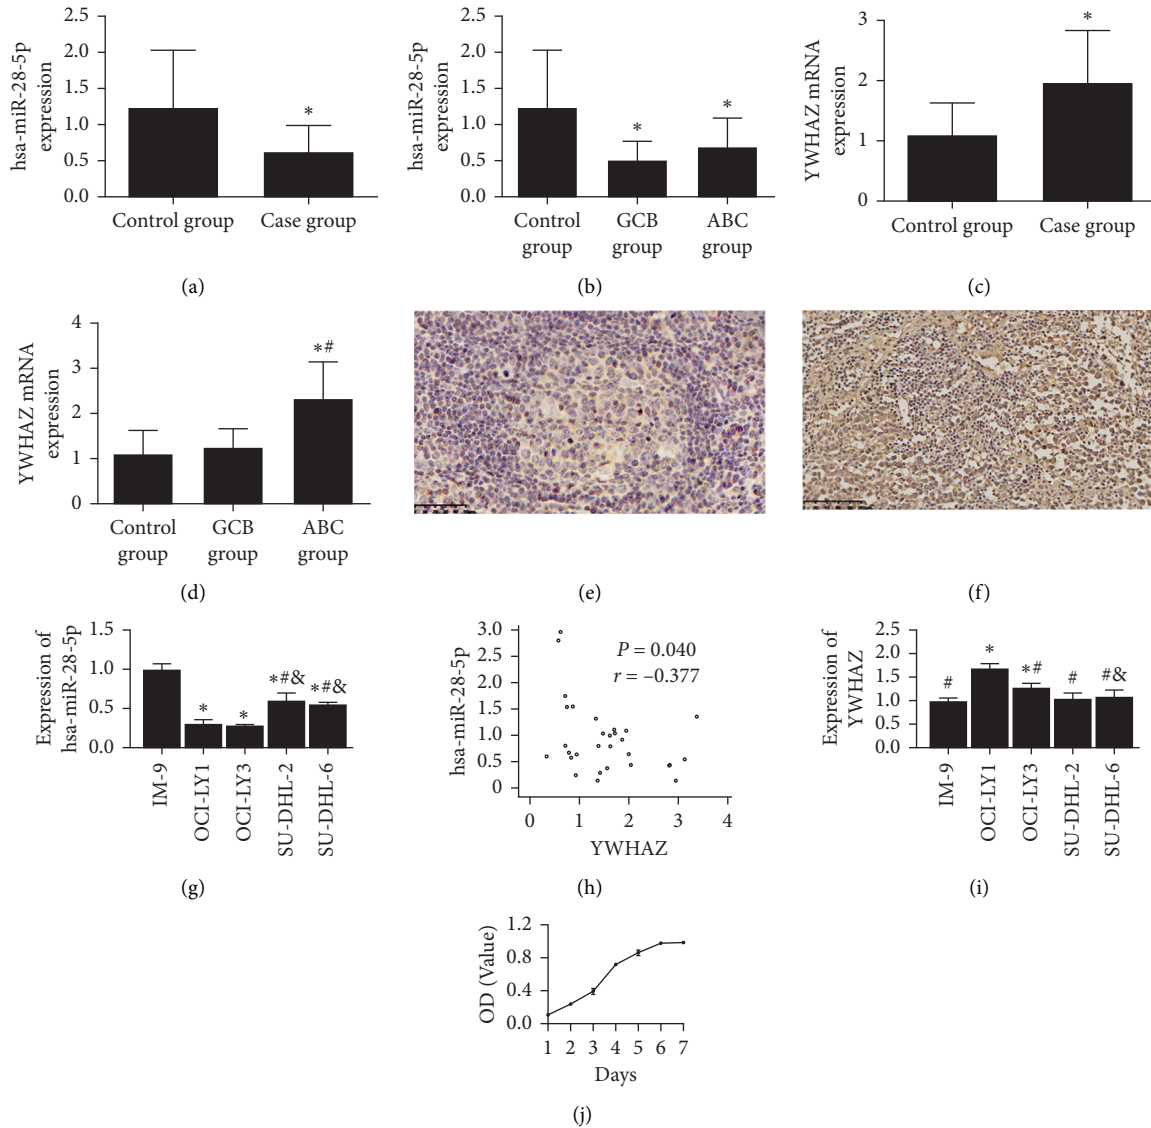 hsa-miR-28-5p
expression
2.5
2.0
1.5
1.0
0.5
0.0
*
Control group
Case group
(a)
hsa-miR-28-5p
expression
2.5
2.0
1.5
1.0
0.5
0.0
*
*
Control
group
GCB
group
ABC
group
(b)
YWHAZ mRNA
expression
3
2
1
0
*
Control group
Case group
(c)
YWHAZ mRNA
expression
4
3
2
1
0
*#
Control
group
GCB
group
ABC
group
(d)
(e)
(f)
Expression of
hsa-miR-28-5p
1.5
1.0
0.5
0.0
*
*
*#&
*#&
IM-9
OCI-LY1
OCI-LY3
SU-DHL-2
SU-DHL-6
(g)
hsa-miR-28-5p
3.0
2.5
2.0
1.5
1.0
0.5
0
P = 0.040
r = –0.377
0
1
2
3
4
YWHAZ
(h)
Expression of
YWHAZ
2.5
2.0
1.5
1.0
0.5
0.0
#
*
*#
#
#&
IM-9
OCI-LY1
OCI-LY3
SU-DHL-2
SU-DHL-6
(i)
OD (Value)
1.2
0.8
0.4
0.0
1
2
3
4
5
6
7
Days
(j)